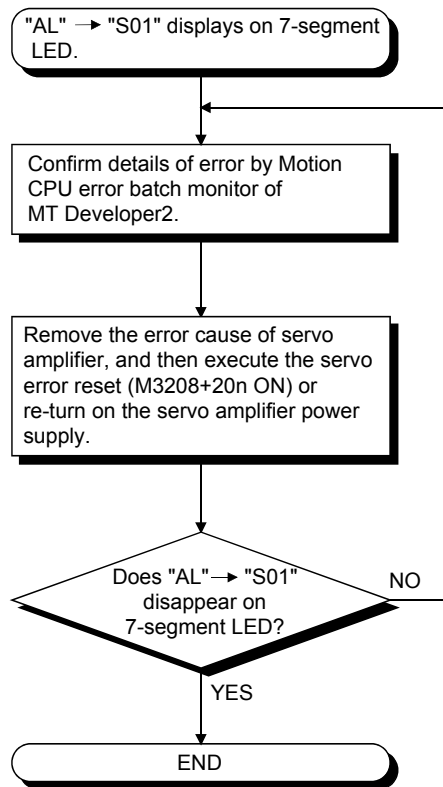 "AL" → "S01" displays on 7-segment
LED.
Confirm details of error by Motion
CPU error batch monitor of
MT Developer2.
Remove the error cause of servo
amplifier, and then execute the servo
error reset (M3208+20n ON) or
re-turn on the servo amplifier power
supply.
Does "AL" → "S01"
disappear on
7-segment LED?
NO
YES
END